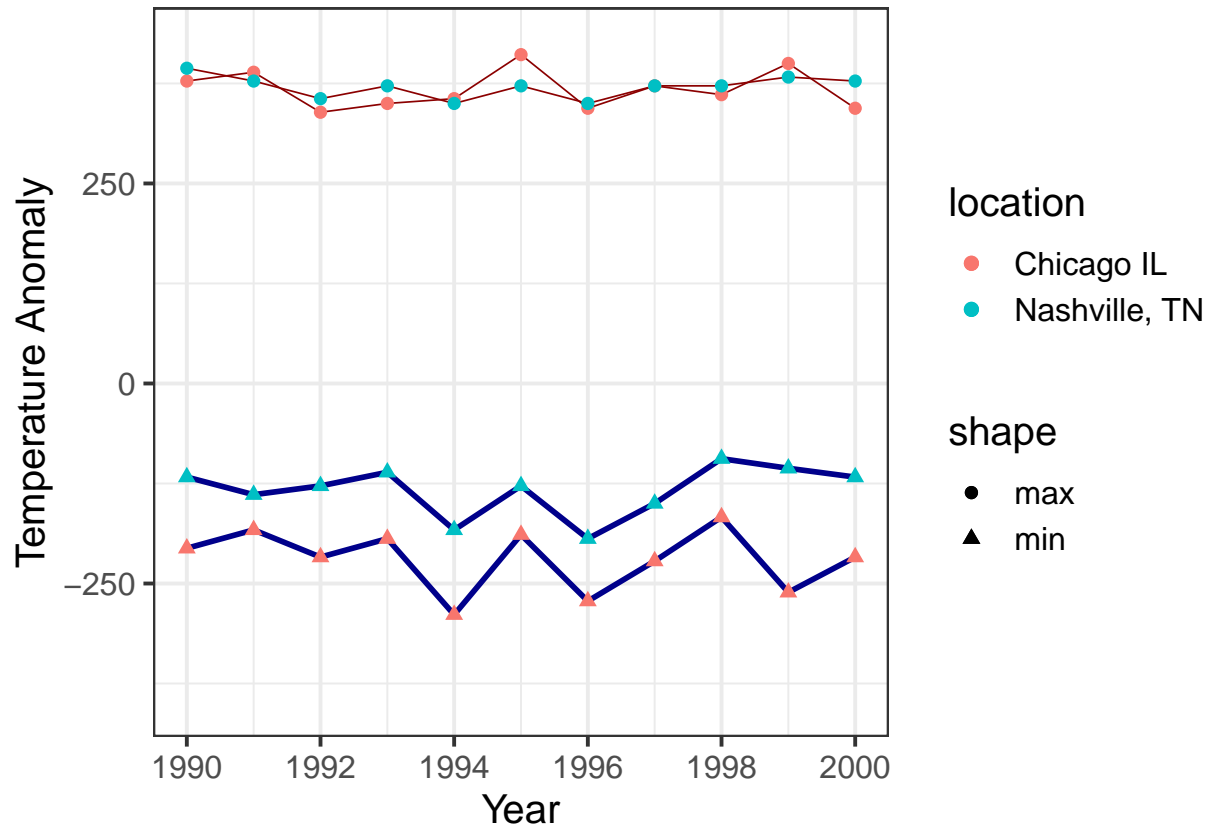 Temperature Anomaly
250
0
−250
1990 1992 1994 1996 1998 2000
Year
location
Chicago IL
Nashville, TN
shape
max
min